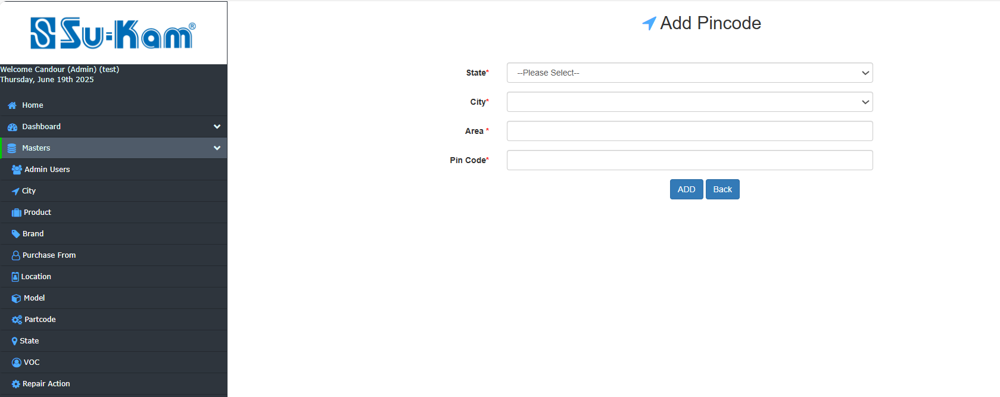 Su-Kam®
Welcome Candour (Admin) (test)
Thursday, June 19th 2025
Home
Dashboard
Masters
Admin Users
City
Product
Brand
Purchase From
Location
Model
Partcode
State
VOC
Repair Action
Add Pincode
State*
--Please Select--
City*
Area *
Pin Code*
ADD
Back